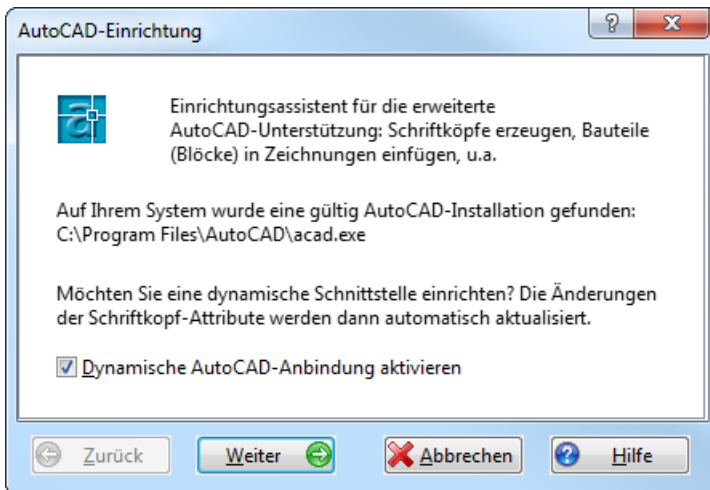 AutoCAD-Einrichtung
Einrichtungsassistent für die erweiterte
AutoCAD-Unterstützung: Schriftköpfe erzeugen, Bauteile
(Blöcke) in Zeichnungen einfügen, u.a.
Auf Ihrem System wurde eine gültig AutoCAD-Installation gefunden:
C:\Program Files\AutoCAD\acad.exe
Möchten Sie eine dynamische Schnittstelle einrichten? Die Änderungen
der Schriftkopf-Attribute werden dann automatisch aktualisiert.
Dynamische AutoCAD-Anbindung aktivieren
Zurück Weiter Abbrechen Hilfe